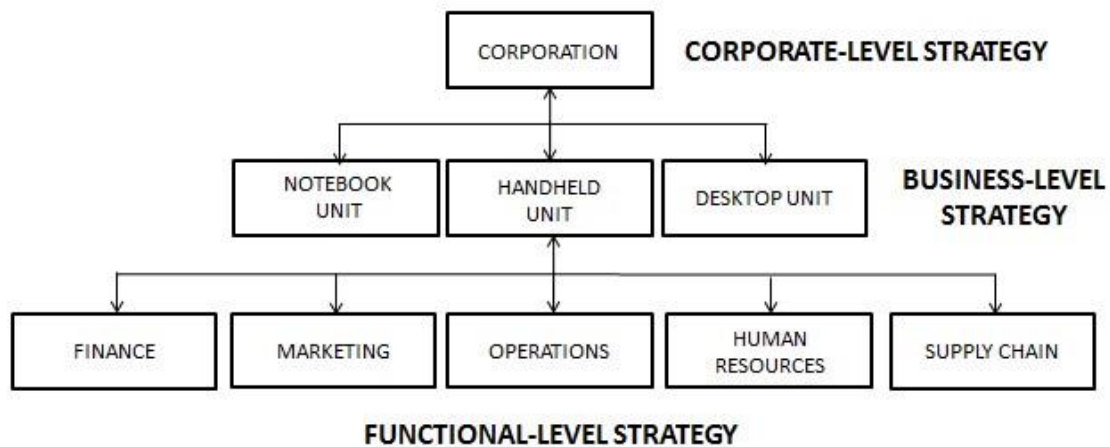 CORPORATION
CORPORATE-LEVEL STRATEGY
NOTEBOOK
UNIT
HANDHELD
UNIT
DESKTOP UNIT
BUSINESS-LEVEL
STRATEGY
FINANCE
MARKETING
OPERATIONS
HUMAN
RESOURCES
SUPPLY CHAIN
FUNCTIONAL-LEVEL STRATEGY